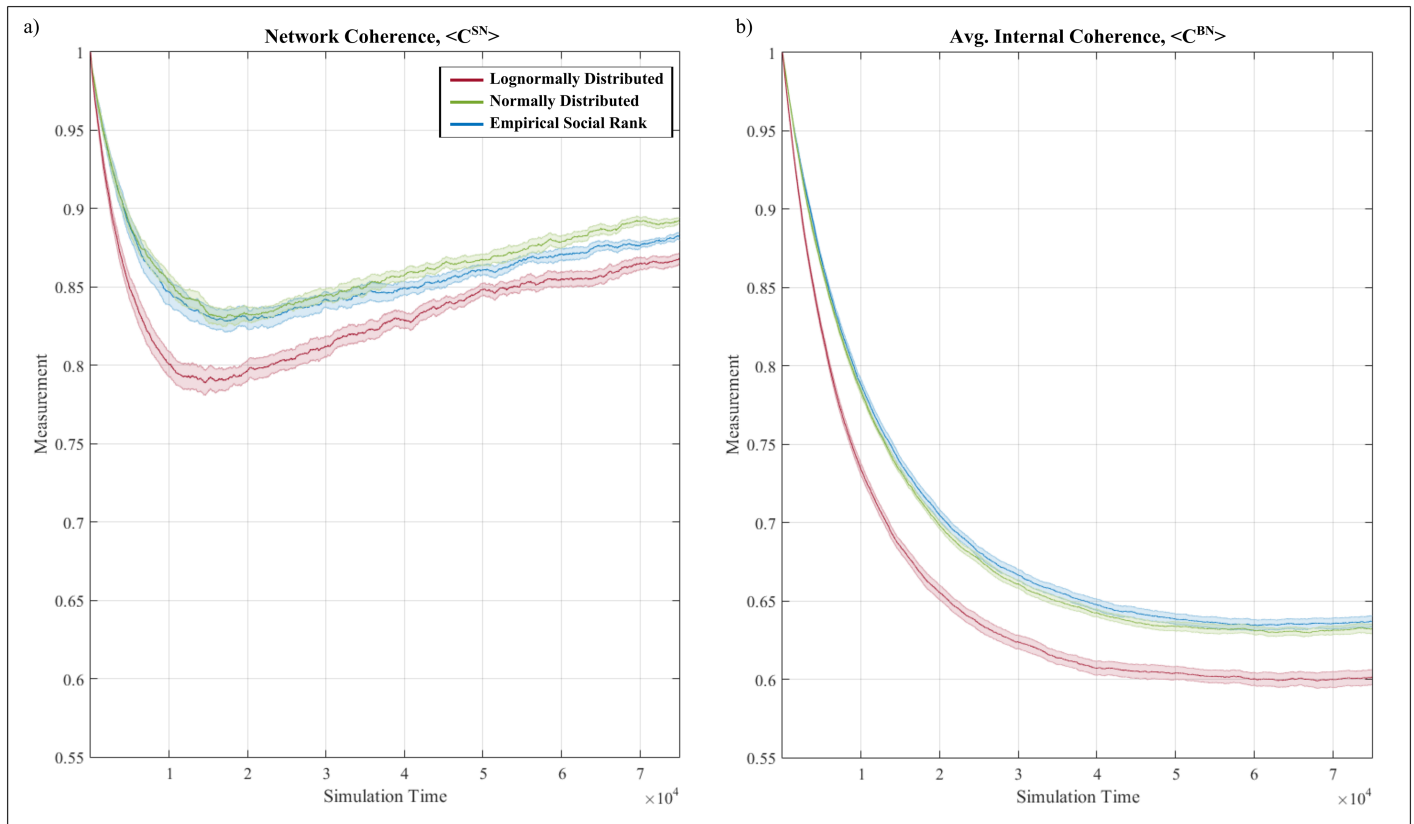 a)
Network Coherence, <C^SN>
1
0.95
0.9
0.85
0.8
0.75
0.7
0.65
0.6
0.55
Measurement
Lognormally Distributed
Normally Distributed
Empirical Social Rank
1 2 3 4 5 6 7
Simulation Time
×10^4
b)
Avg. Internal Coherence, <C^BN>
1
0.95
0.9
0.85
0.8
0.75
0.7
0.65
0.6
0.55
Measurement
1 2 3 4 5 6 7
Simulation Time
×10^4